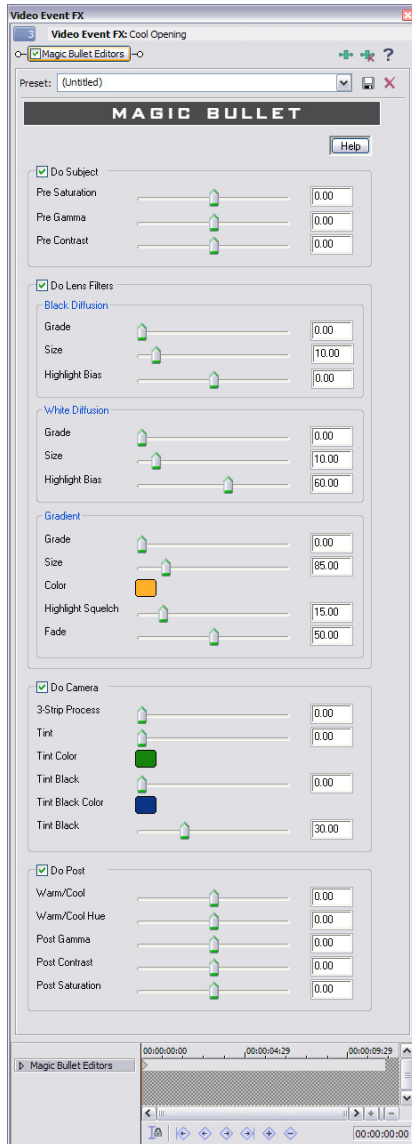 Video Event FX
3 Video Event FX: Cool Opening
Magic Bullet Editors
?
Preset: (Untitled)
MAGIC BULLET
Help
Do Subject
Pre Saturation 0.00
Pre Gamma 0.00
Pre Contrast 0.00
Do Lens Filters
Black Diffusion
Grade 0.00
Size 10.00
Highlight Bias 0.00
White Diffusion
Grade 0.00
Size 10.00
Highlight Bias 60.00
Gradient
Grade 0.00
Size 85.00
Color
Highlight Squelch 15.00
Fade 50.00
Do Camera
3-Strip Process 0.00
Tint 0.00
Tint Color
Tint Black 0.00
Tint Black Color
Tint Black 30.00
Do Post
Warm/Cool 0.00
Warm/Cool Hue 0.00
Post Gamma 0.00
Post Contrast 0.00
Post Saturation 0.00
00:00:00:00 00:00:04:29 00:00:09:29
Magic Bullet Editors
00:00:00:00